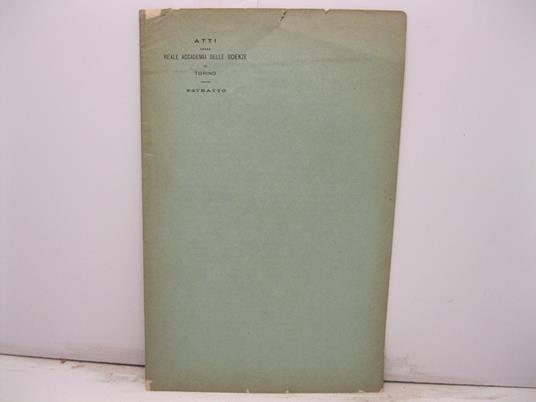 ATTI
DELLA
REALE ACCADEMIA DELLE SCIENZE
DI
TORINO
ESTRATTO